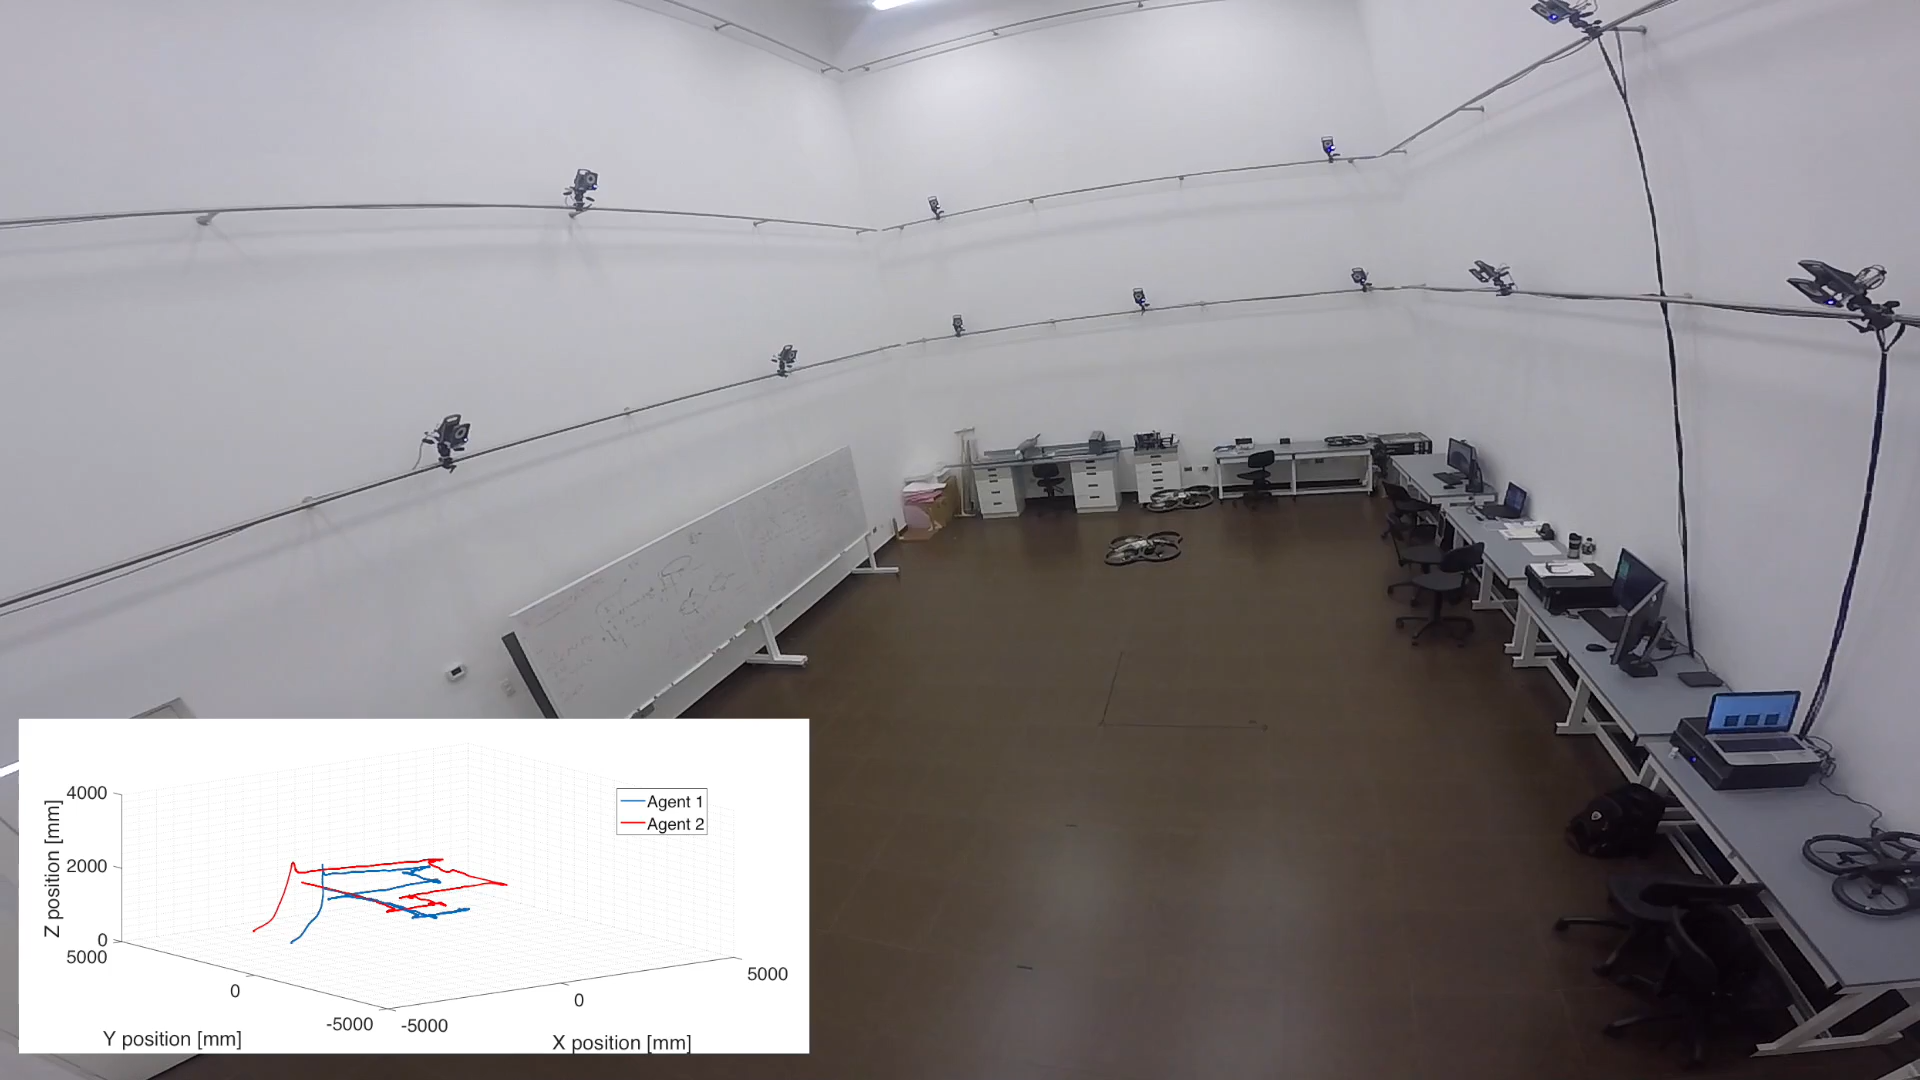 4000
2000
0
5000
0
-5000
-5000
0
5000
Z position [mm]
Y position [mm]
X position [mm]
Agent 1
Agent 2